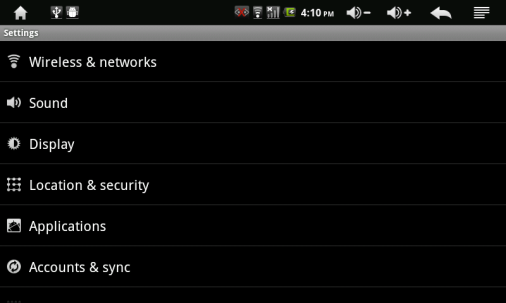 4:10 PM
Settings
Wireless & networks
Sound
Display
Location & security
Applications
Accounts & sync